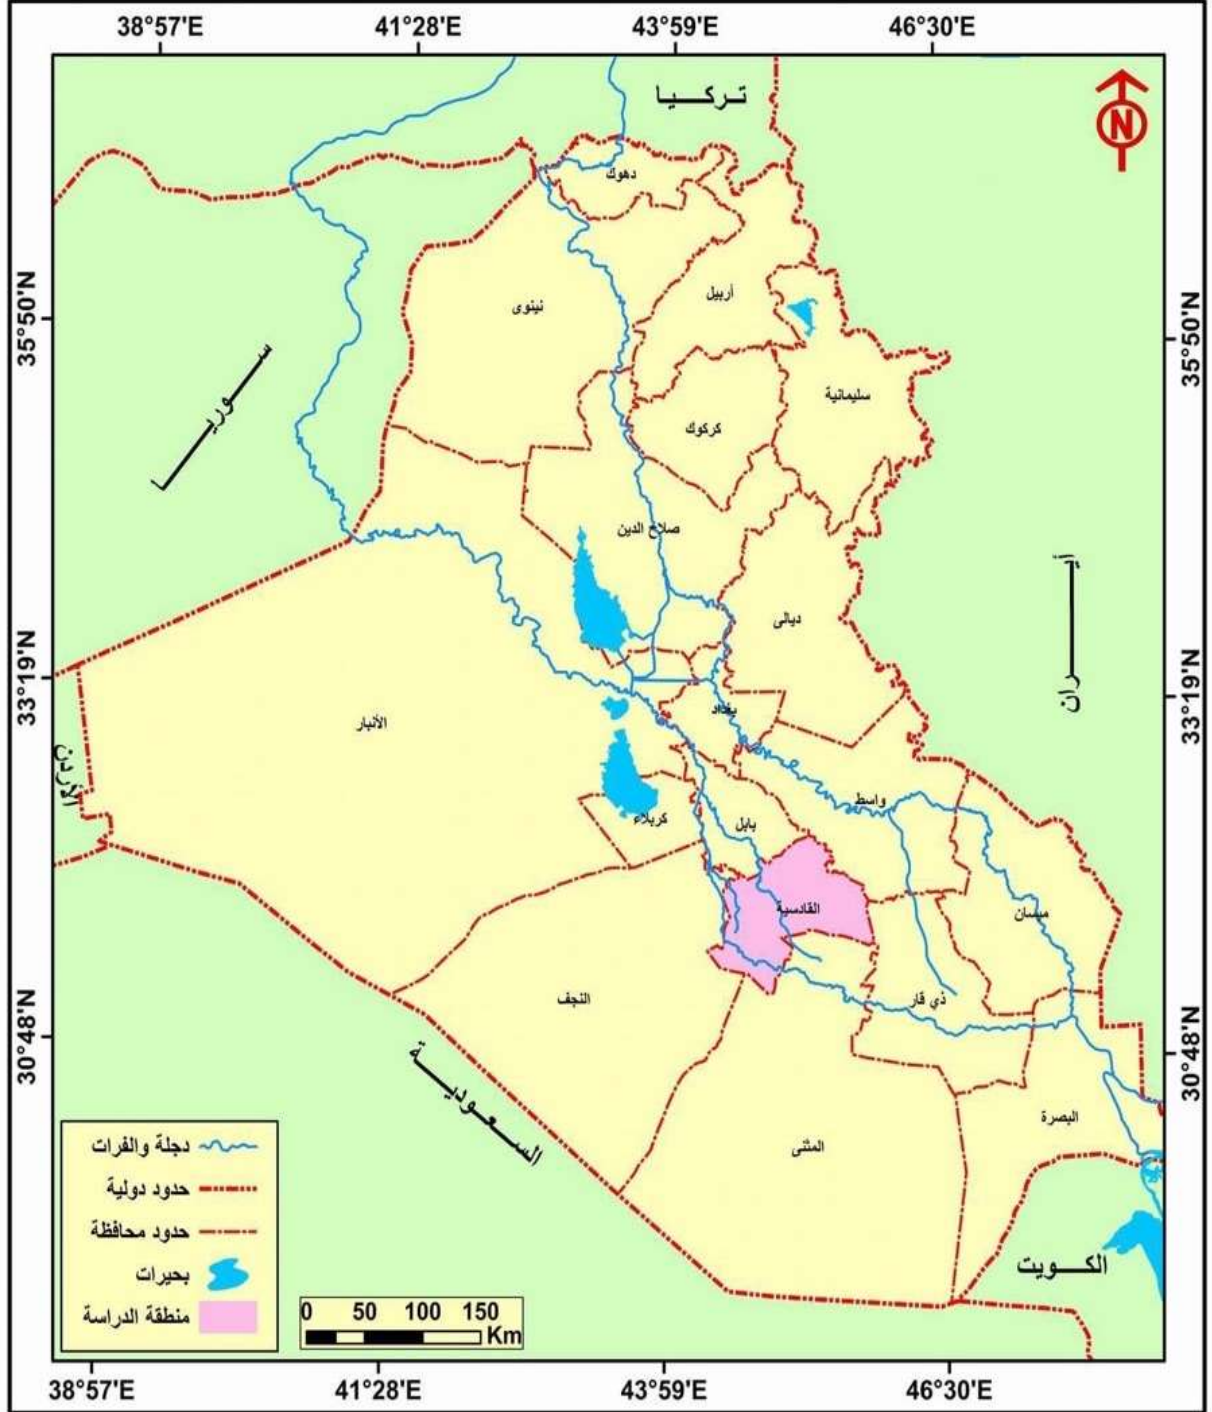 38°57'E 41°28'E 43°59'E 46°30'E
تركيا
N
دهوك
35°50'N
35°50'N
أربيل
نينوى
سليمانية
سوريا
كركوك
صلاح الدين
أيران
ديالى
33°19'N
33°19'N
بغداد
الأنبار
الأردن
واسط
كربلاء
بابل
القادسية
ميسان
النجف
ذي قار
30°48'N
30°48'N
السعودية
البصرة
المثنى
الكويت
دجلة والفرات
حدود دولية
حدود محافظة
بحيرات
منطقة الدراسة
0 50 100 150
Km
38°57'E 41°28'E 43°59'E 46°30'E